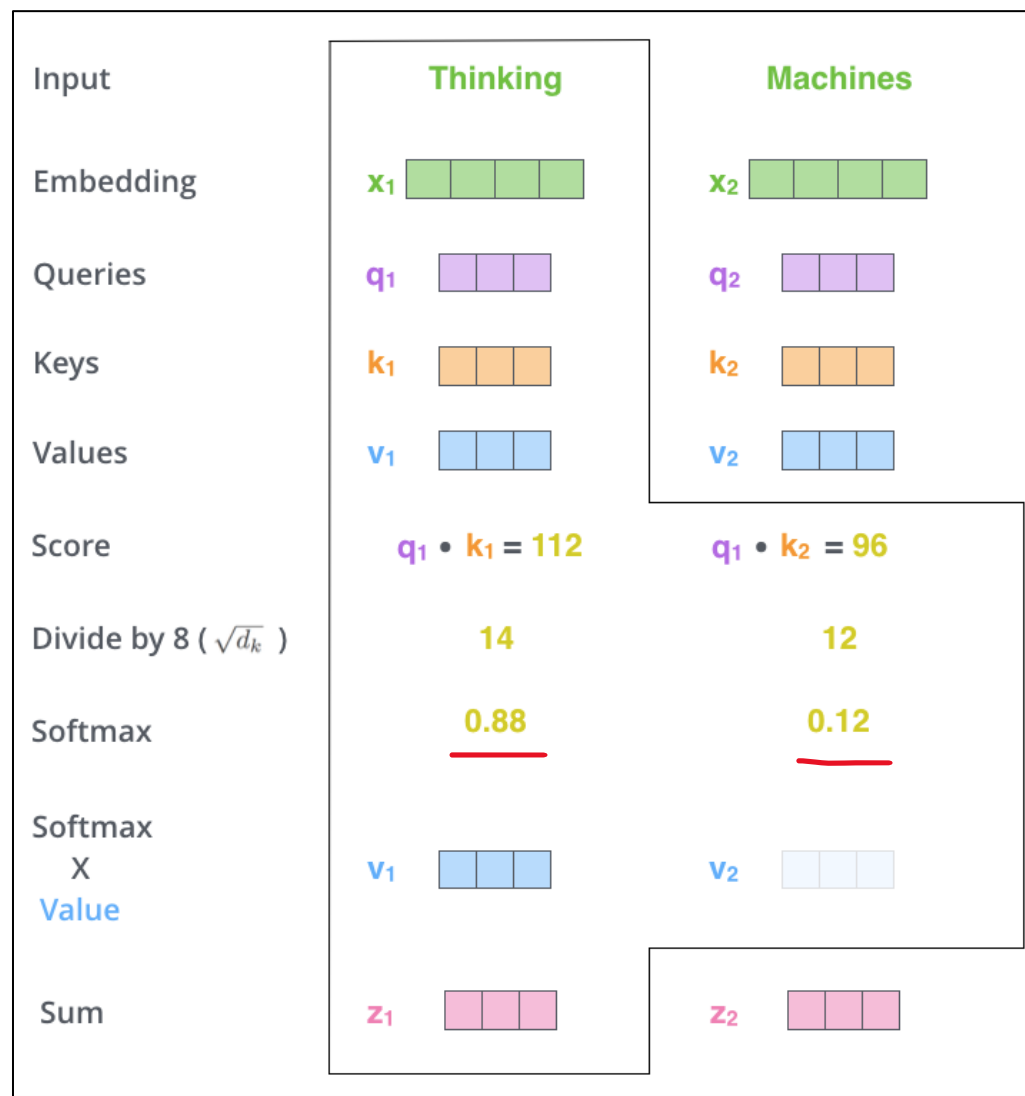 Input Thinking Machines
Embedding x₁ x₂
Queries q₁ q₂
Keys k₁ k₂
Values v₁ v₂
Score q₁ • k₁ = 112 q₁ • k₂ = 96
Divide by 8 ( √dₖ ) 14 12
Softmax 0.88 0.12
Softmax
X v₁ v₂
Value
Sum z₁ z₂